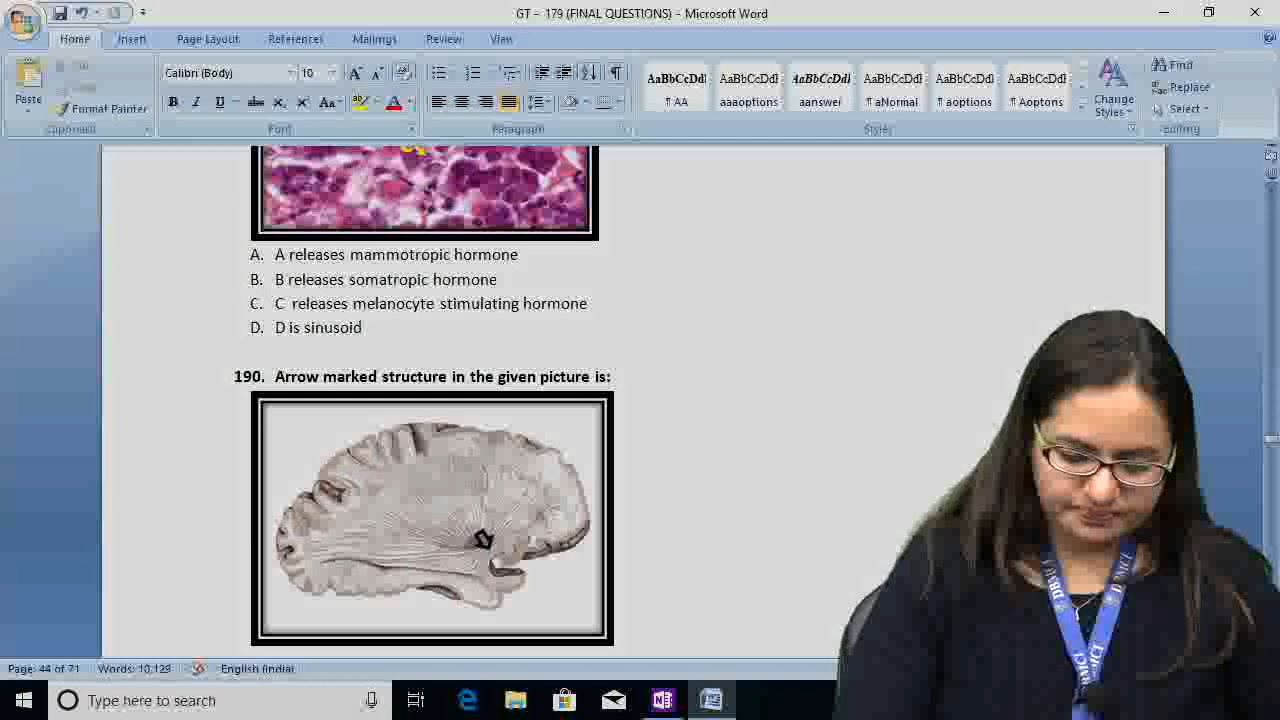 GT – 179 (FINAL QUESTIONS) – Microsoft Word
Home Insert Page Layout References Mailings Review View
Paste
Format Painter
Clipboard
Calibri (Body) 10
Font
Paragraph
AaBbCcDdI AaBbCcDdI AaBbCcDdI AaBbCcDdI AaBbCcDdI AaBbCcDdI
¶ AA aaaoptions aanswer ¶ aNormal ¶ aoptions ¶ Aoptons
Styles
Change Styles
Find
Replace
Select
Editing
A. A releases mammotropic hormone
B. B releases somatropic hormone
C. C releases melanocyte stimulating hormone
D. D is sinusoid
190. Arrow marked structure in the given picture is:
Page: 44 of 71 Words: 10,129 English (India)
Type here to search